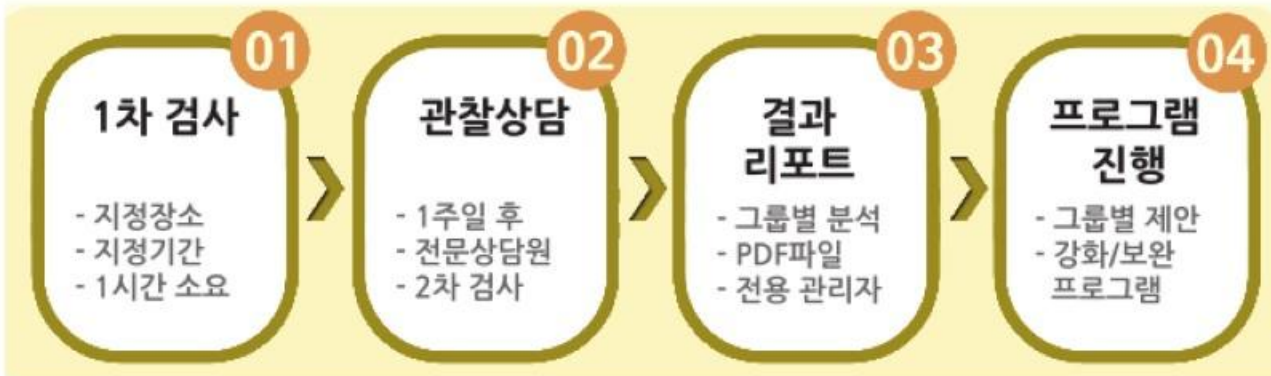 01
1차 검사
- 지정장소
- 지정기간
- 1시간 소요
02
관찰상담
- 1주일 후
- 전문상담원
- 2차 검사
03
결과
리포트
- 그룹별 분석
- PDF파일
- 전용 관리자
04
프로그램
진행
- 그룹별 제안
- 강화/보완
프로그램